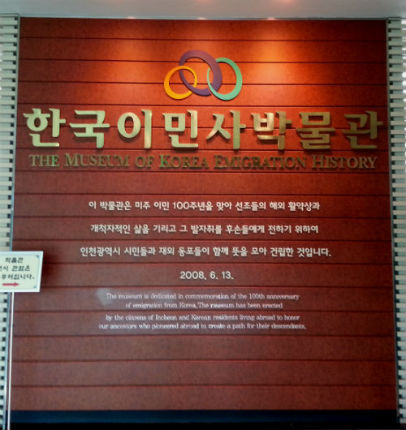 한국이민사박물관
THE MUSEUM OF KOREA EMIGRATION HISTORY
이 박물관은 미주 이민 100주년을 맞아 선조들의 해외 활약상과
개척자적인 삶을 기리고 그 발자취를 후손들에게 전하기 위하여
인천광역시 시민들과 재외 동포들이 함께 뜻을 모아 건립한 것입니다.
2008. 6. 13.
The museum is dedicated in commemoration of the 100th anniversary
of emigration from Korea. The museum has been erected
by the citizens of Incheon and Korean residents living abroad to honor
our ancestors who pioneered abroad to create a path for their descendants.